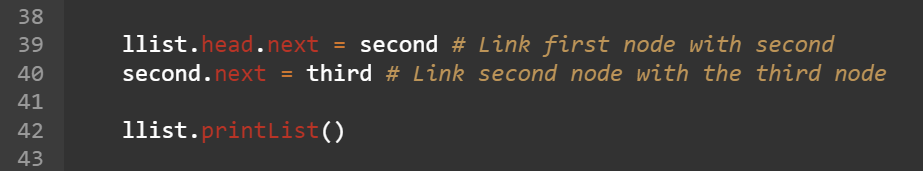 38
39 llist.head.next = second # Link first node with second
40 second.next = third # Link second node with the third node
41
42 llist.printList()
43